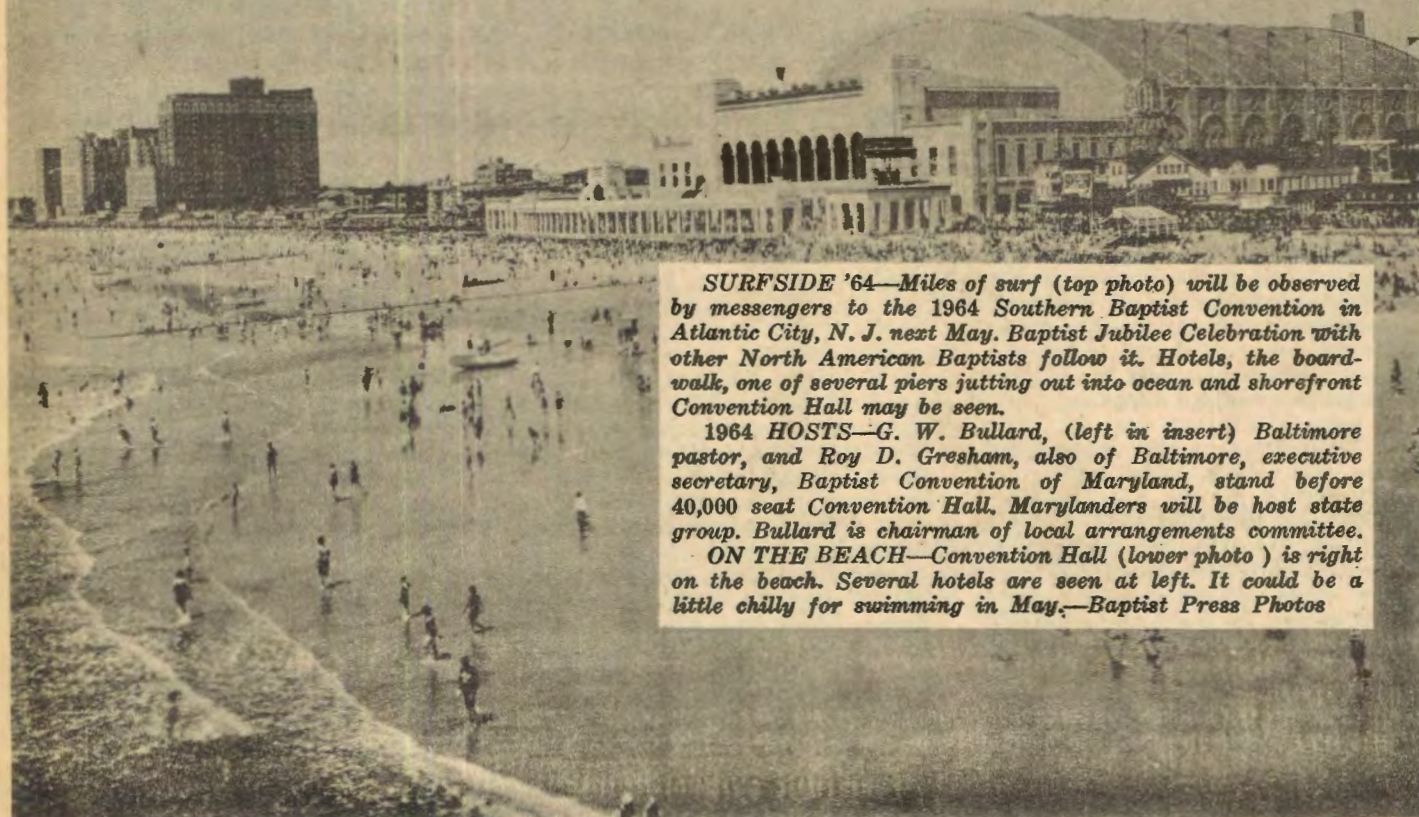 SURFSIDE '64—Miles of surf (top photo) will be observed
by messengers to the 1964 Southern Baptist Convention in
Atlantic City, N. J. next May. Baptist Jubilee Celebration with
other North American Baptists follow it. Hotels, the board-
walk, one of several piers jutting out into ocean and shorefront
Convention Hall may be seen.
1964 HOSTS—G. W. Bullard, (left in insert) Baltimore
pastor, and Roy D. Gresham, also of Baltimore, executive
secretary, Baptist Convention of Maryland, stand before
40,000 seat Convention Hall. Marylanders will be host state
group. Bullard is chairman of local arrangements committee.
ON THE BEACH—Convention Hall (lower photo ) is right
on the beach. Several hotels are seen at left. It could be a
little chilly for swimming in May.—Baptist Press Photos